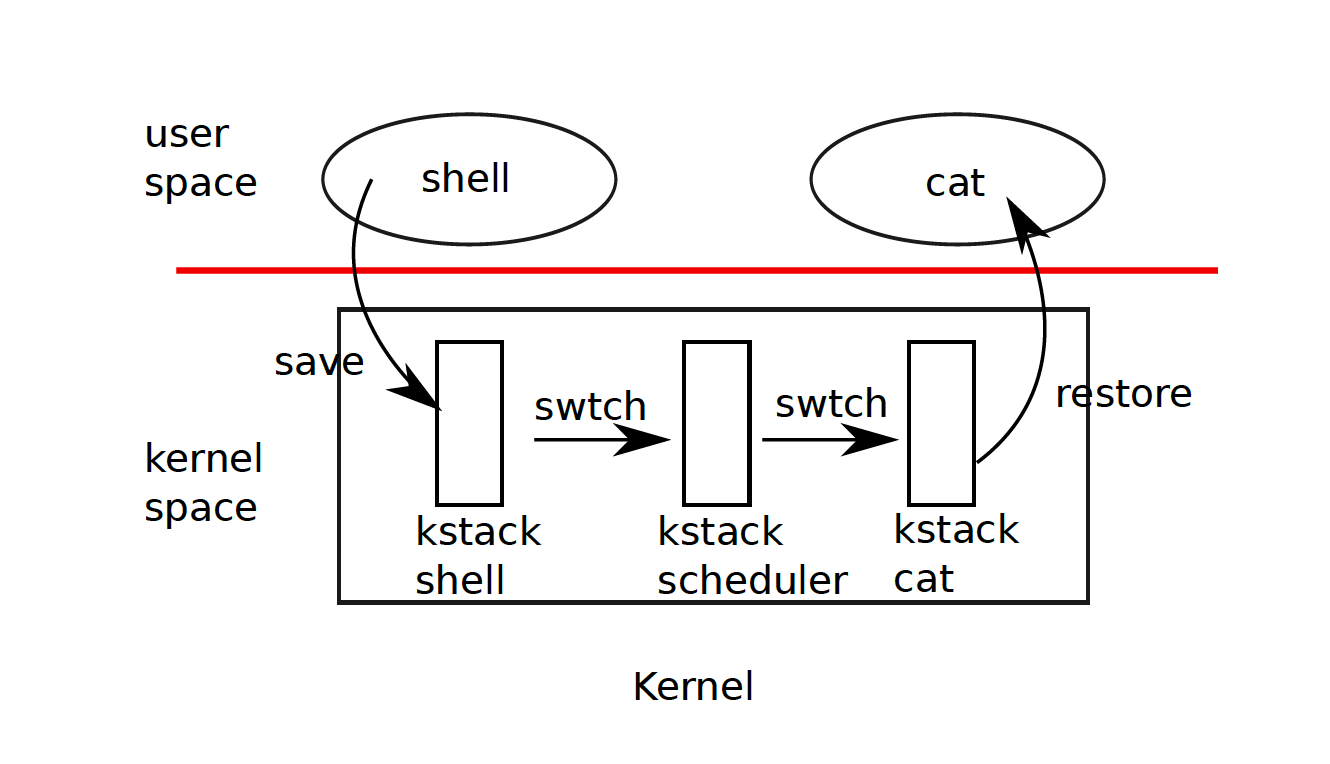 user
space
shell
cat
save
swtch
swtch
restore
kernel
space
kstack
shell
kstack
scheduler
kstack
cat
Kernel